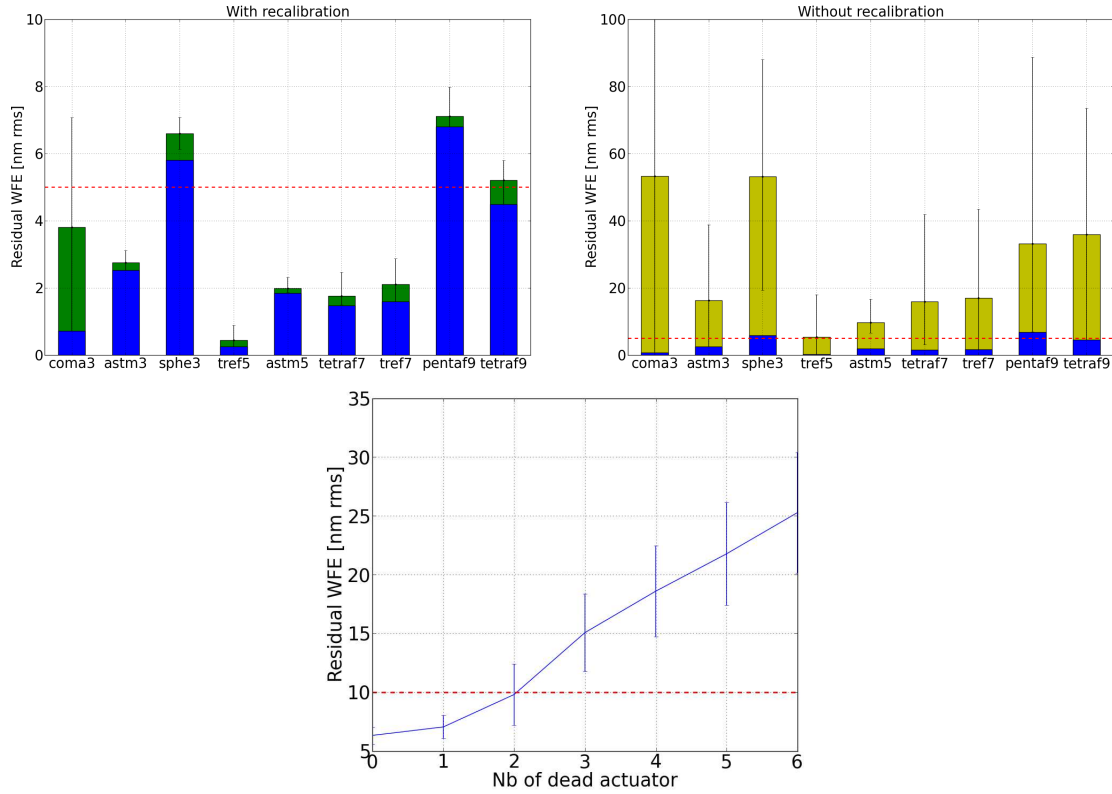 With recalibration
Residual WFE [nm rms]
10
8
6
4
2
0
coma3 astm3 sphe3 tref5 astm5 tetraf7 tref7 pentaf9 tetraf9
Without recalibration
Residual WFE [nm rms]
100
80
60
40
20
0
coma3 astm3 sphe3 tref5 astm5 tetraf7 tref7 pentaf9 tetraf9
Residual WFE [nm rms]
35
30
25
20
15
10
5
0 1 2 3 4 5 6
Nb of dead actuator